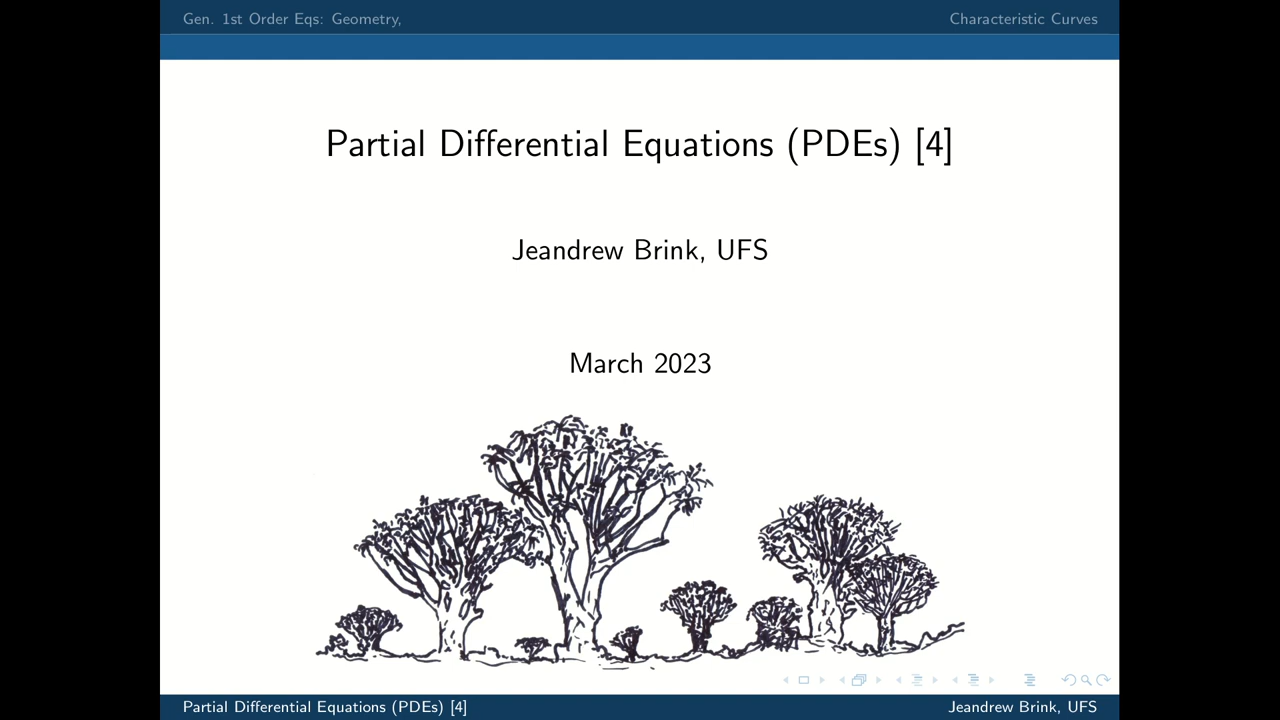 Gen. 1st Order Eqs: Geometry,
Characteristic Curves
Partial Differential Equations (PDEs) [4]
Jeandrew Brink, UFS
March 2023
Partial Differential Equations (PDEs) [4]
Jeandrew Brink, UFS